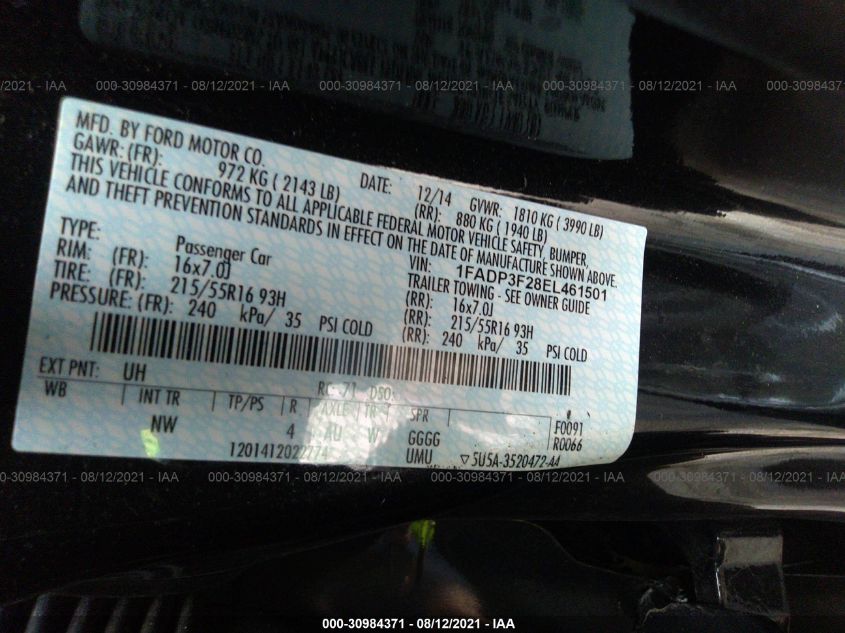 000-30984371 - 08/12/2021 - IAA
MFD. BY FORD MOTOR CO.
DATE: 12/14 GVWR: 1810 KG ( 3990 LB)
GAWR: (FR): 972 KG ( 2143 LB) (RR): 880 KG ( 1940 LB)
THIS VEHICLE CONFORMS TO ALL APPLICABLE FEDERAL MOTOR VEHICLE SAFETY, BUMPER,
AND THEFT PREVENTION STANDARDS IN EFFECT ON THE DATE OF MANUFACTURE SHOWN ABOVE.
VIN: 1FADP3F28EL461501
TYPE: Passenger Car TRAILER TOWING - SEE OWNER GUIDE
RIM: (FR): 16x7.0J (RR): 16x7.0J
TIRE: (FR): 215/55R16 93H (RR): 215/55R16 93H
PRESSURE: (FR): 240 kPa/ 35 PSI COLD (RR): 240 kPa/ 35 PSI COLD
EXT PNT: UH RC: 71 DSO:
WB INT TR TP/PS R AXLE TR SPR
NW 4 AU W GGGG
F0091
R0066
UMU
▽5U5A-3520472-AA
000-30984371 - 08/12/2021 - IAA
000-30984371 - 08/12/2021 - IAA